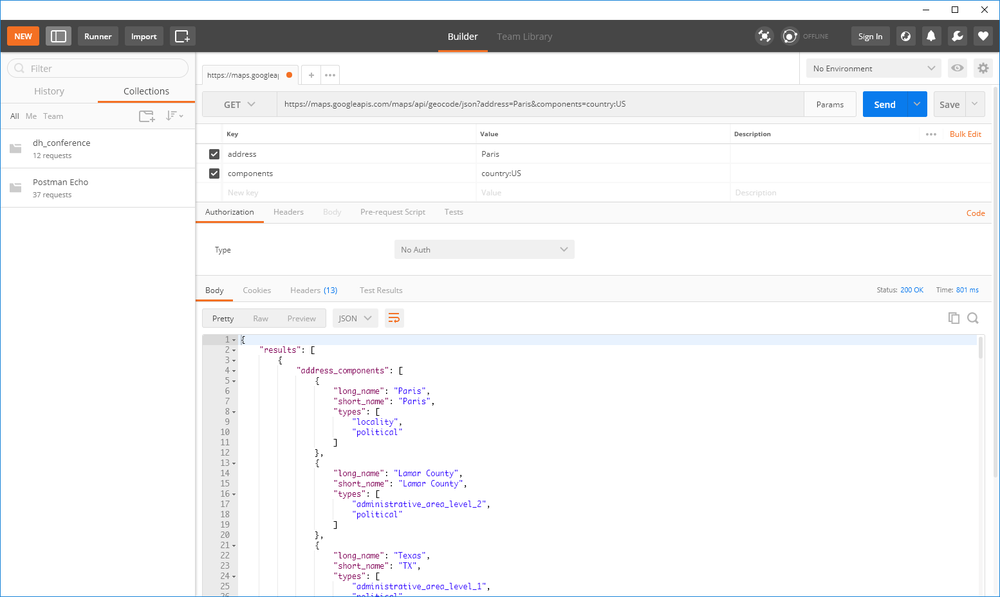 NEW Runner Import Builder Team Library OFFLINE Sign In
Filter
History Collections
All Me Team
dh_conference
12 requests
Postman Echo
37 requests
https://maps.googleap + ••• No Environment
GET https://maps.googleapis.com/maps/api/geocode/json?address=Paris&components=country:US Params Send Save
Key Value Description ••• Bulk Edit
address Paris
components country:US
New key Value Description
Authorization Headers Body Pre-request Script Tests Code
Type No Auth
Body Cookies Headers (13) Test Results Status: 200 OK Time: 801 ms
Pretty Raw Preview JSON
1 {
2 "results": [
3 {
4 "address_components": [
5 {
6 "long_name": "Paris",
7 "short_name": "Paris",
8 "types": [
9 "locality",
10 "political"
11 ]
12 },
13 {
14 "long_name": "Lamar County",
15 "short_name": "Lamar County",
16 "types": [
17 "administrative_area_level_2",
18 "political"
19 ]
20 },
21 {
22 "long_name": "Texas",
23 "short_name": "TX",
24 "types": [
25 "administrative_area_level_1",
26 "political"